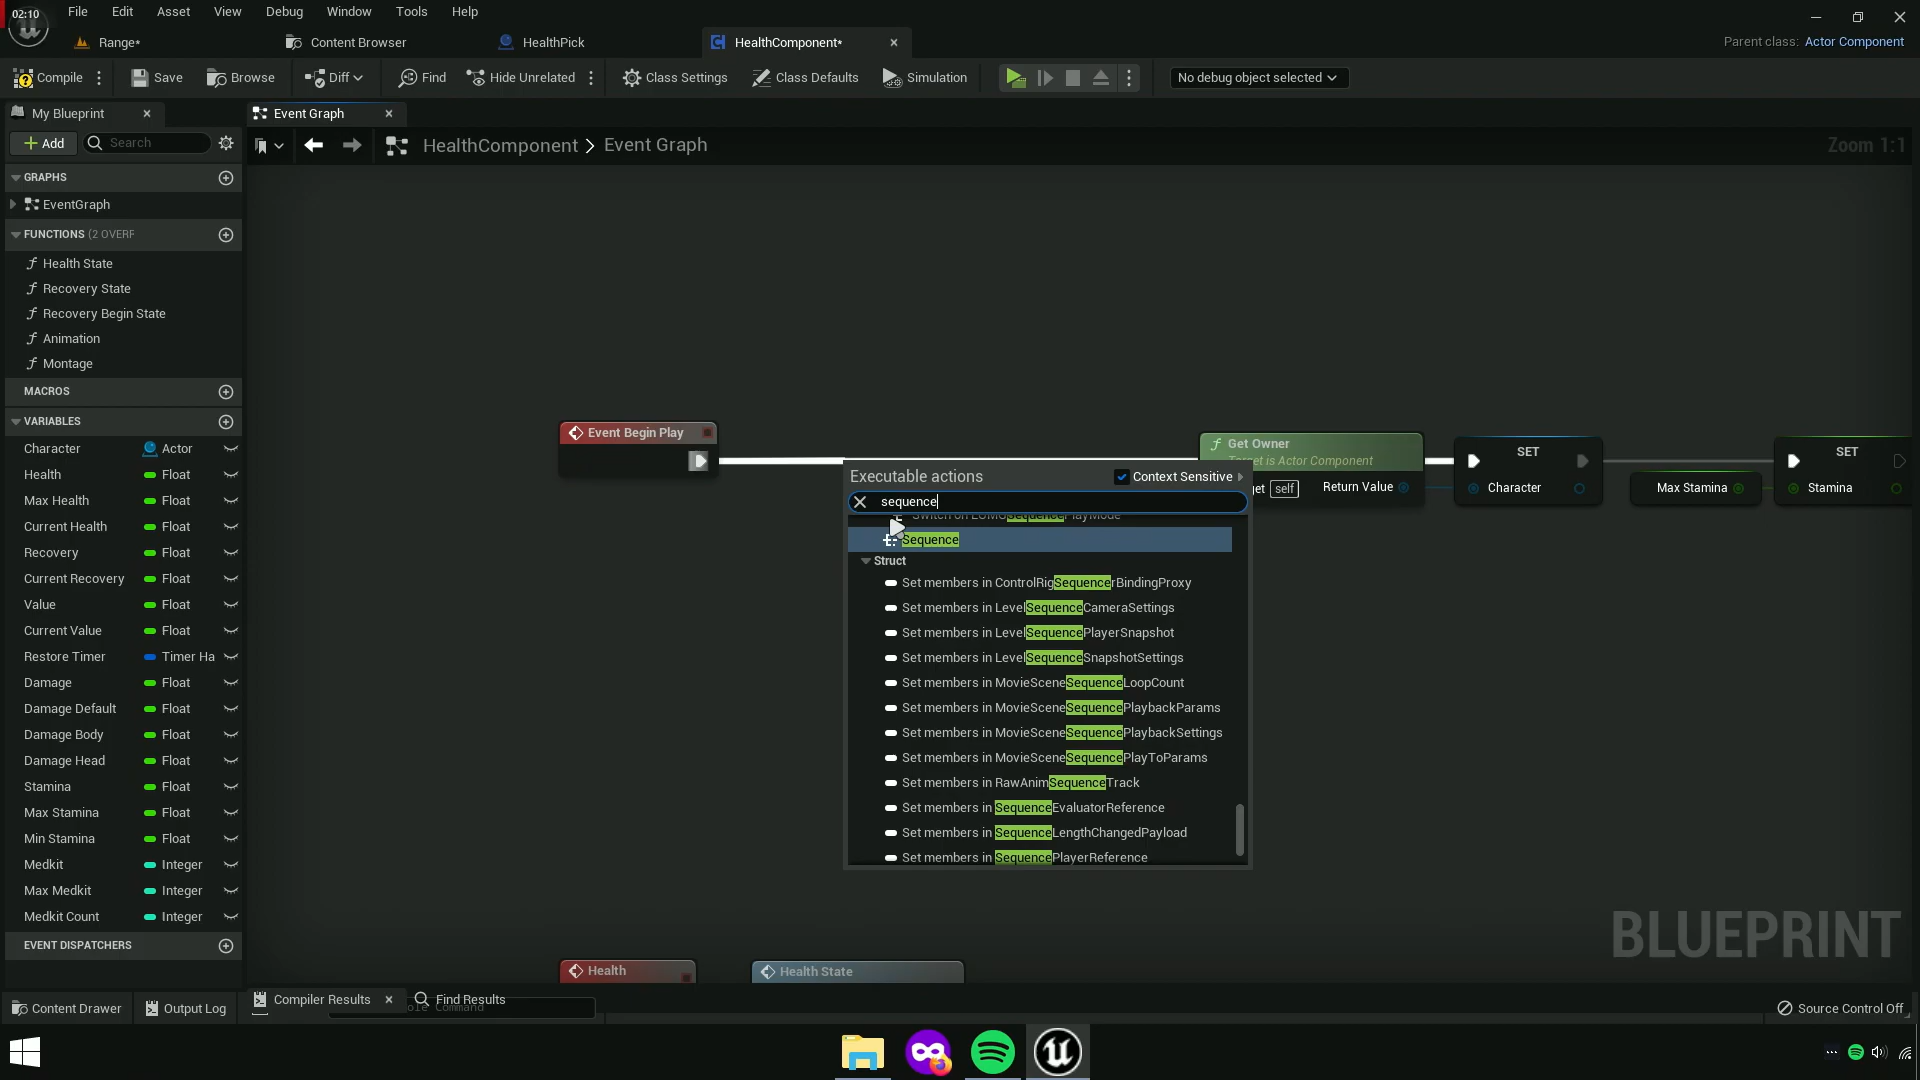 02:10
File Edit Asset View Debug Window Tools Help
Range* Content Browser HealthPick HealthComponent*
Parent class: Actor Component
Compile Save Browse Diff Find Hide Unrelated Class Settings Class Defaults Simulation No debug object selected
My Blueprint
Event Graph
Add Search
HealthComponent > Event Graph
Zoom 1:1
GRAPHS
EventGraph
FUNCTIONS (2 OVERF
Health State
Recovery State
Recovery Begin State
Animation
Montage
MACROS
VARIABLES
Character Actor
Health Float
Max Health Float
Current Health Float
Recovery Float
Current Recovery Float
Value Float
Current Value Float
Restore Timer Timer Ha
Damage Float
Damage Default Float
Damage Body Float
Damage Head Float
Stamina Float
Max Stamina Float
Min Stamina Float
Medkit Integer
Max Medkit Integer
Medkit Count Integer
EVENT DISPATCHERS
Event Begin Play
Get Owner
Target is Actor Component
get self Return Value
SET
Character
Max Stamina
SET
Stamina
Executable actions Context Sensitive
sequence
Sequence
Struct
Set members in ControlRigSequencerBindingProxy
Set members in LevelSequenceCameraSettings
Set members in LevelSequencePlayerSnapshot
Set members in LevelSequenceSnapshotSettings
Set members in MovieSceneSequenceLoopCount
Set members in MovieSceneSequencePlaybackParams
Set members in MovieSceneSequencePlaybackSettings
Set members in MovieSceneSequencePlayToParams
Set members in RawAnimSequenceTrack
Set members in SequenceEvaluatorReference
Set members in SequenceLengthChangedPayload
Set members in SequencePlayerReference
BLUEPRINT
Health
Health State
Content Drawer Output Log Compiler Results Find Results
ole Command
Source Control Off